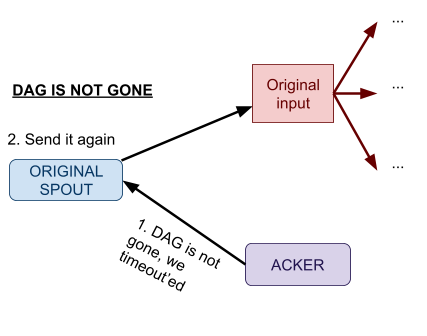 ...
Original
input
...
DAG IS NOT GONE
2. Send it again
...
ORIGINAL
SPOUT
1. DAG is not
gone, we
timeout'ed
ACKER